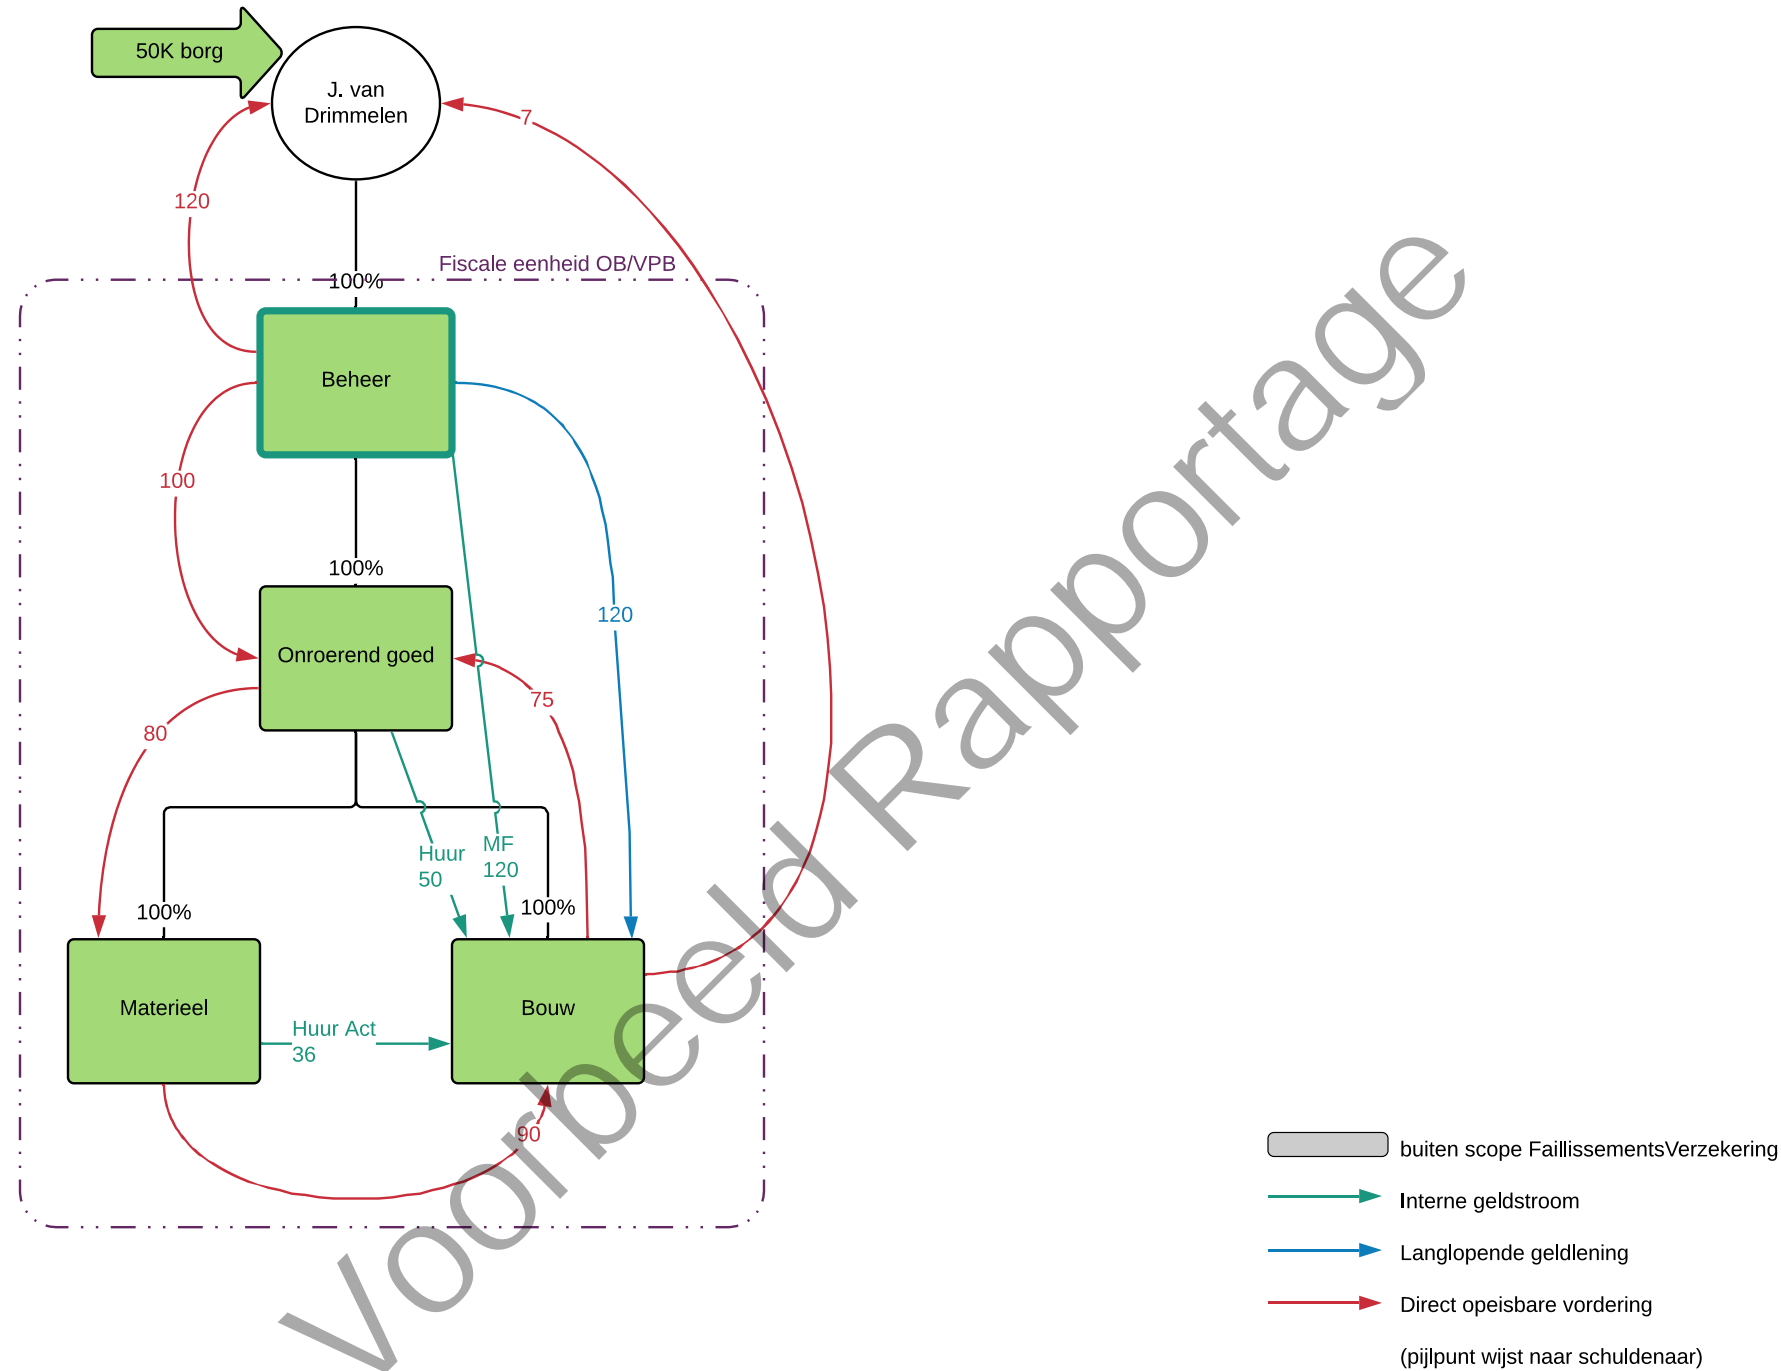 50K borg
J. van
Drimmelen
7
120
Fiscale eenheid OB/VPB
100%
Beheer
100
100%
120
Onroerend goed
75
80
Huur
50
MF
120
100%
100%
Materieel
Bouw
Huur Act
36
90
Voorbeeld Rapportage
buiten scope FaillissementsVerzekering
Interne geldstroom
Langlopende geldlening
Direct opeisbare vordering
(pijlpunt wijst naar schuldenaar)